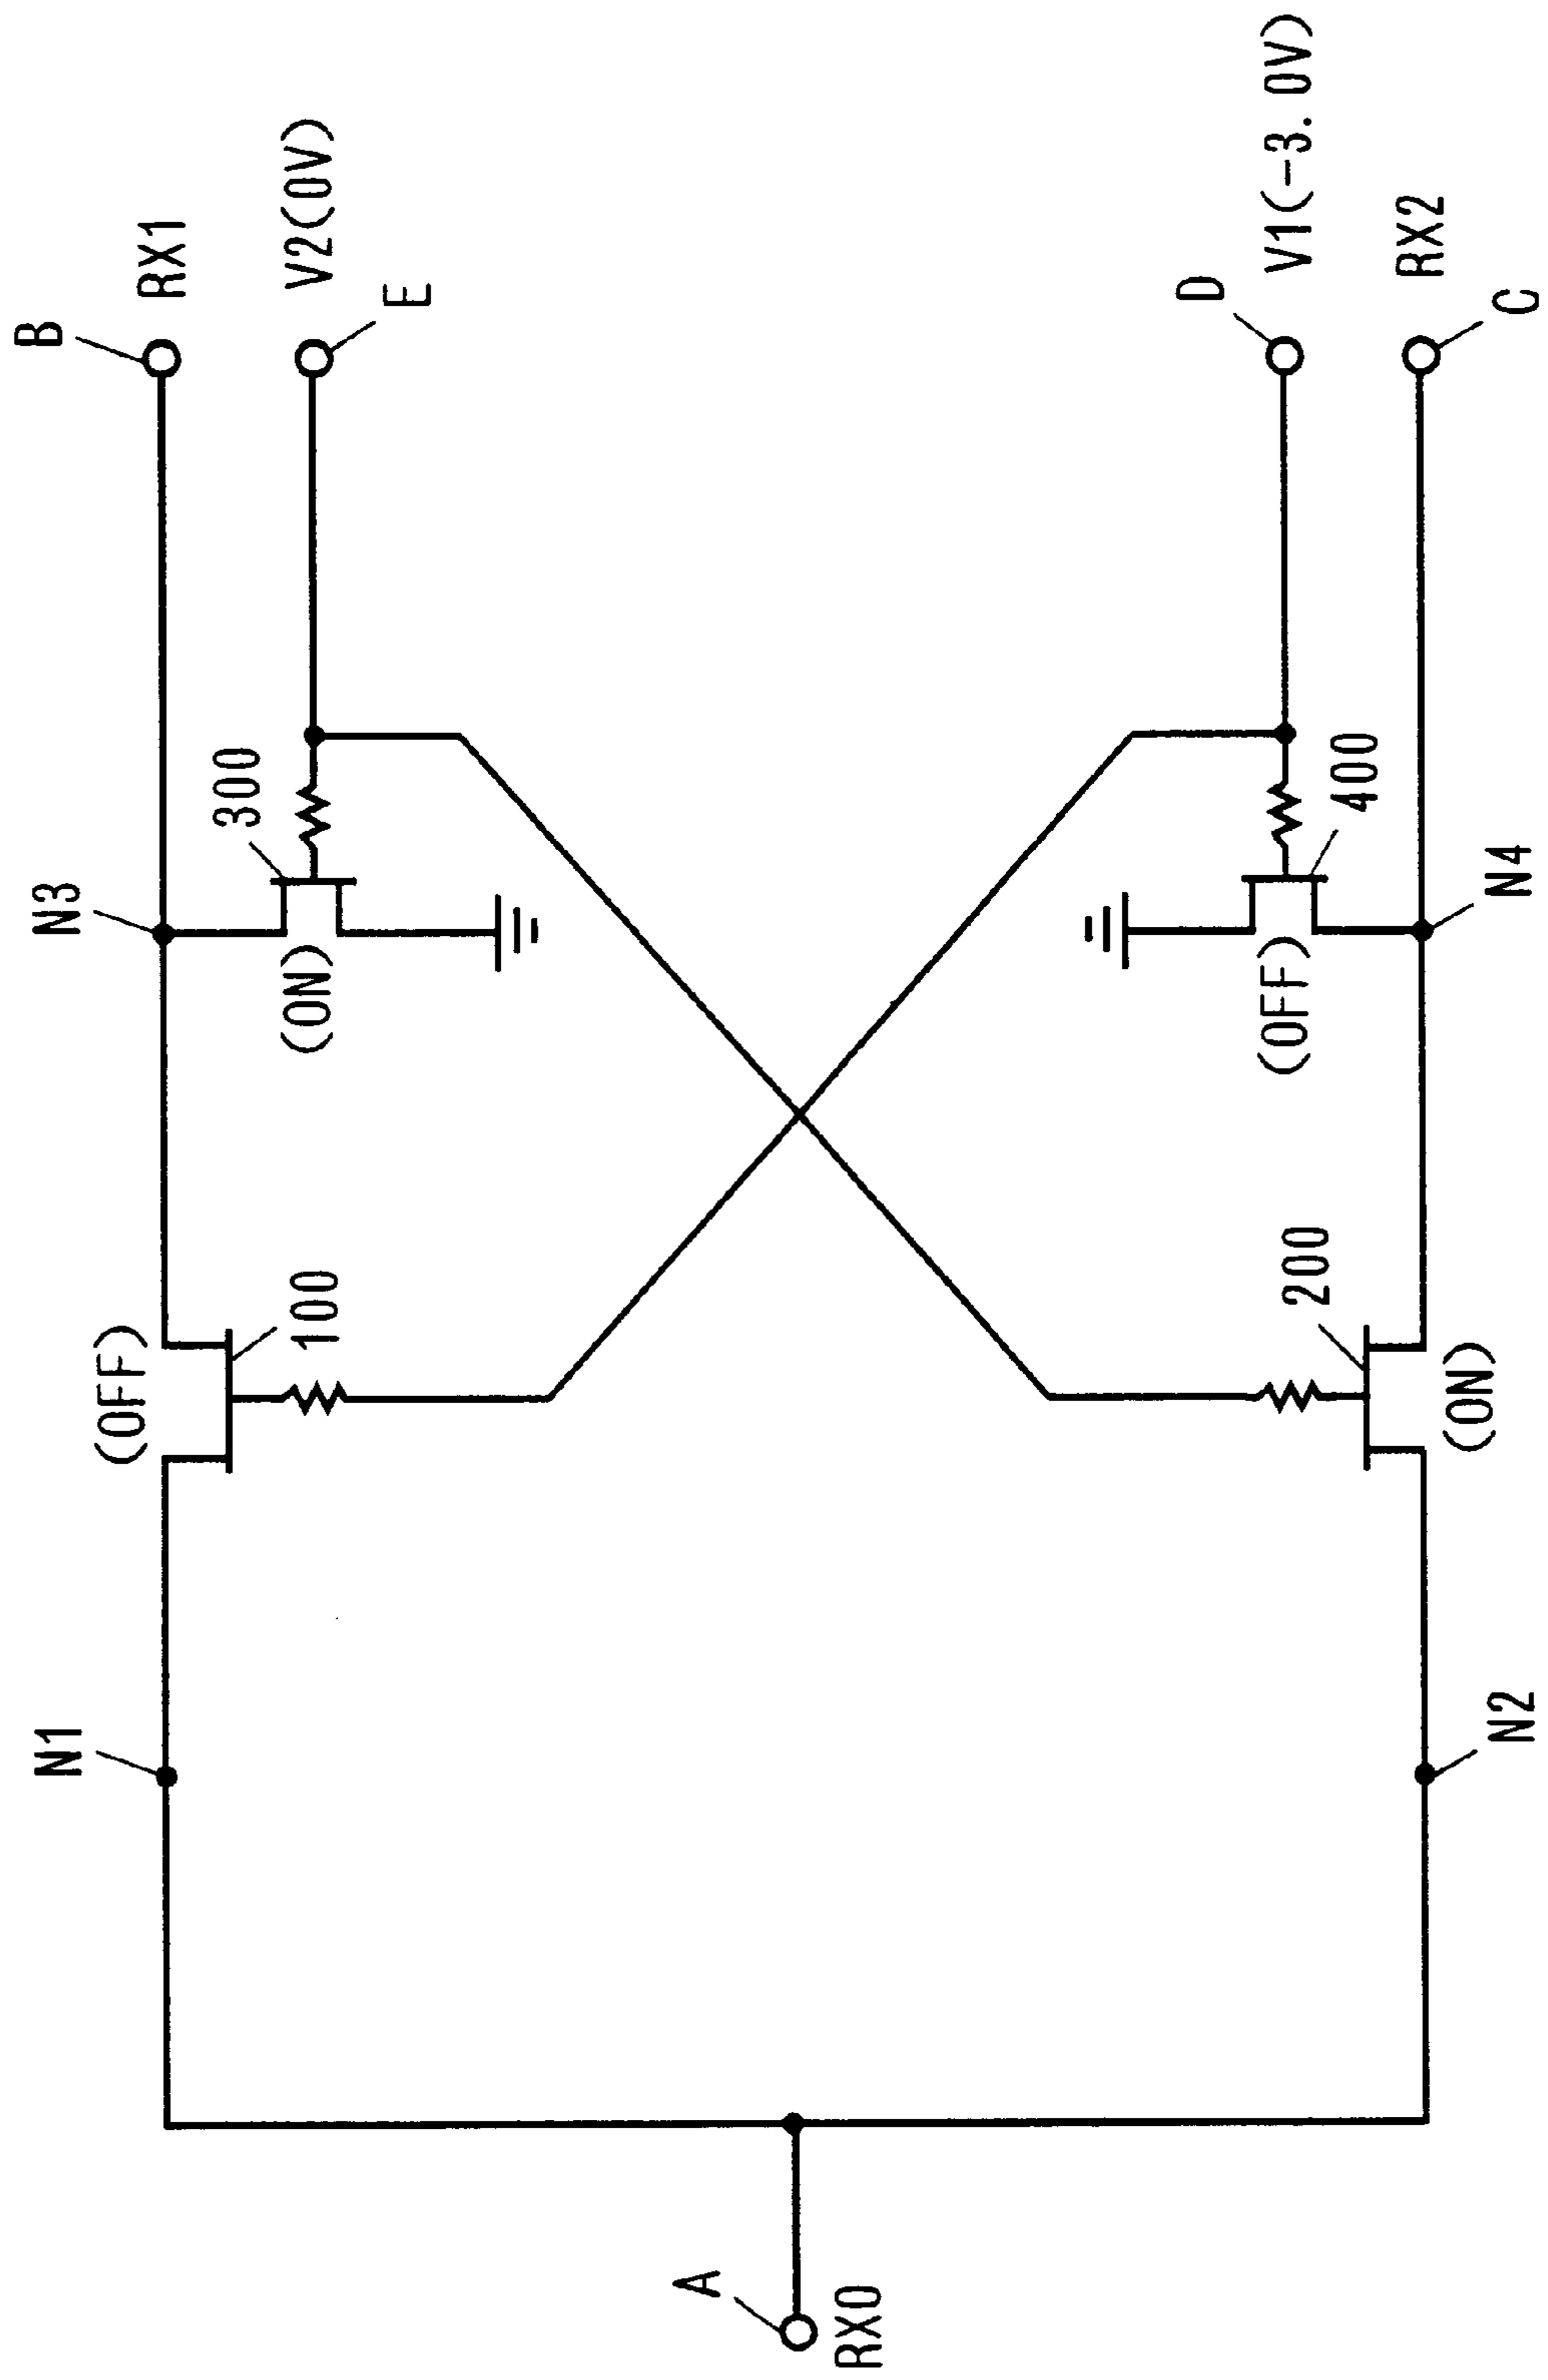 B
RX1
V2(0V)
E
D
V1(-3.0V)
RX2
C
N3
300
(ON)
400
(OFF)
N4
(OFF)
100
200
(ON)
N1
N2
A
RX0